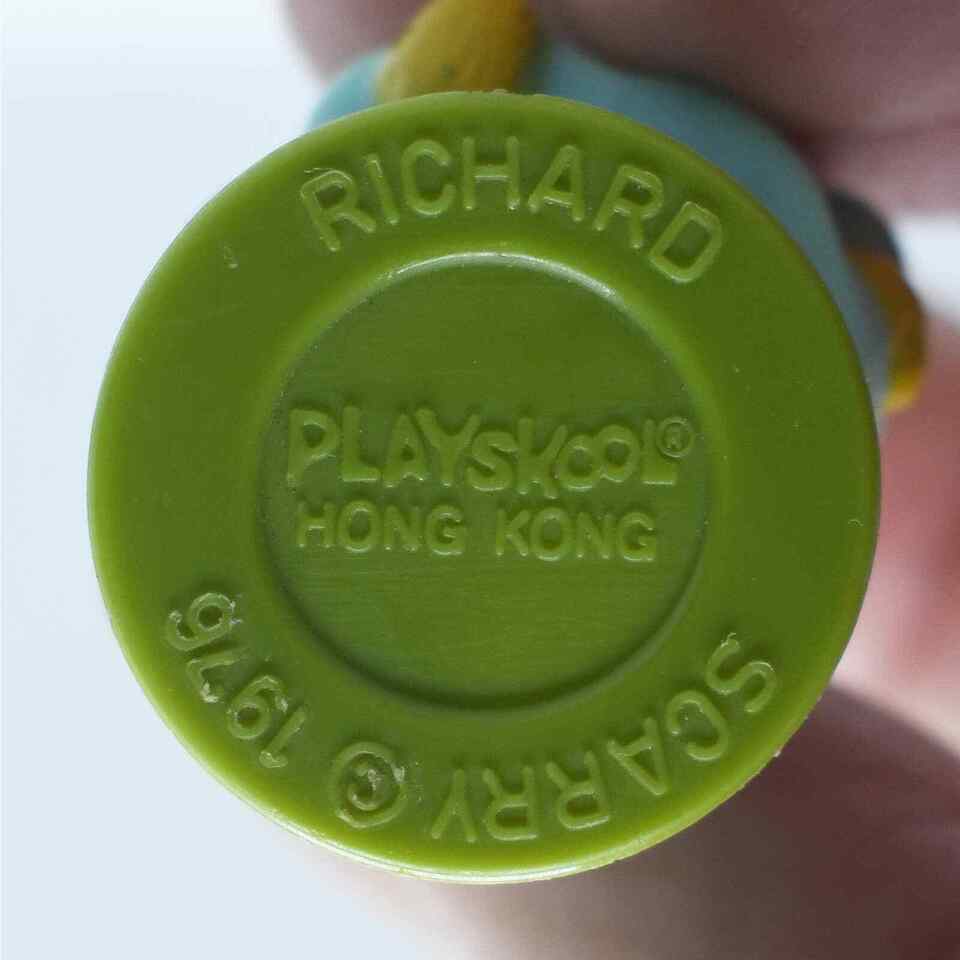 RICHARD
PLAYSKOOL®
HONG KONG
SCARRY © 1976